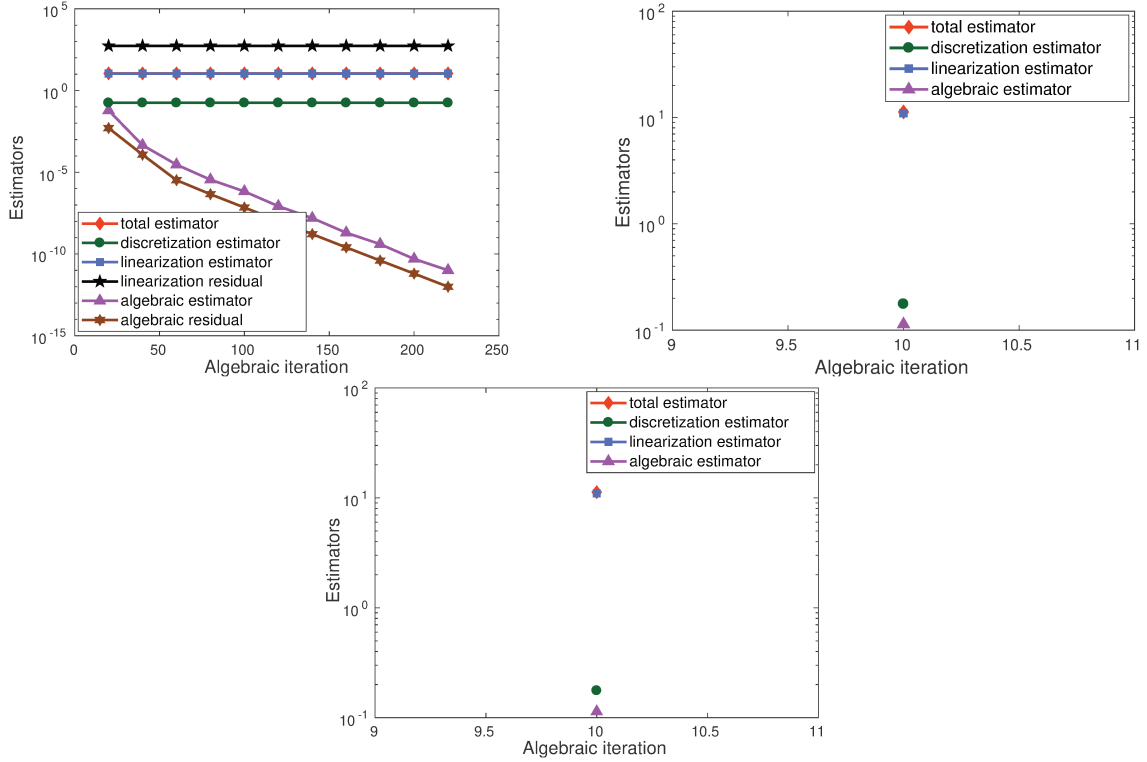 10^5
10^0
10^-5
10^-10
10^-15
Estimators
total estimator
discretization estimator
linearization estimator
linearization residual
algebraic estimator
algebraic residual
0 50 100 150 200 250
Algebraic iteration
10^2
10^1
10^0
10^-1
Estimators
total estimator
discretization estimator
linearization estimator
algebraic estimator
9 9.5 10 10.5 11
Algebraic iteration
10^2
10^1
10^0
10^-1
Estimators
total estimator
discretization estimator
linearization estimator
algebraic estimator
9 9.5 10 10.5 11
Algebraic iteration